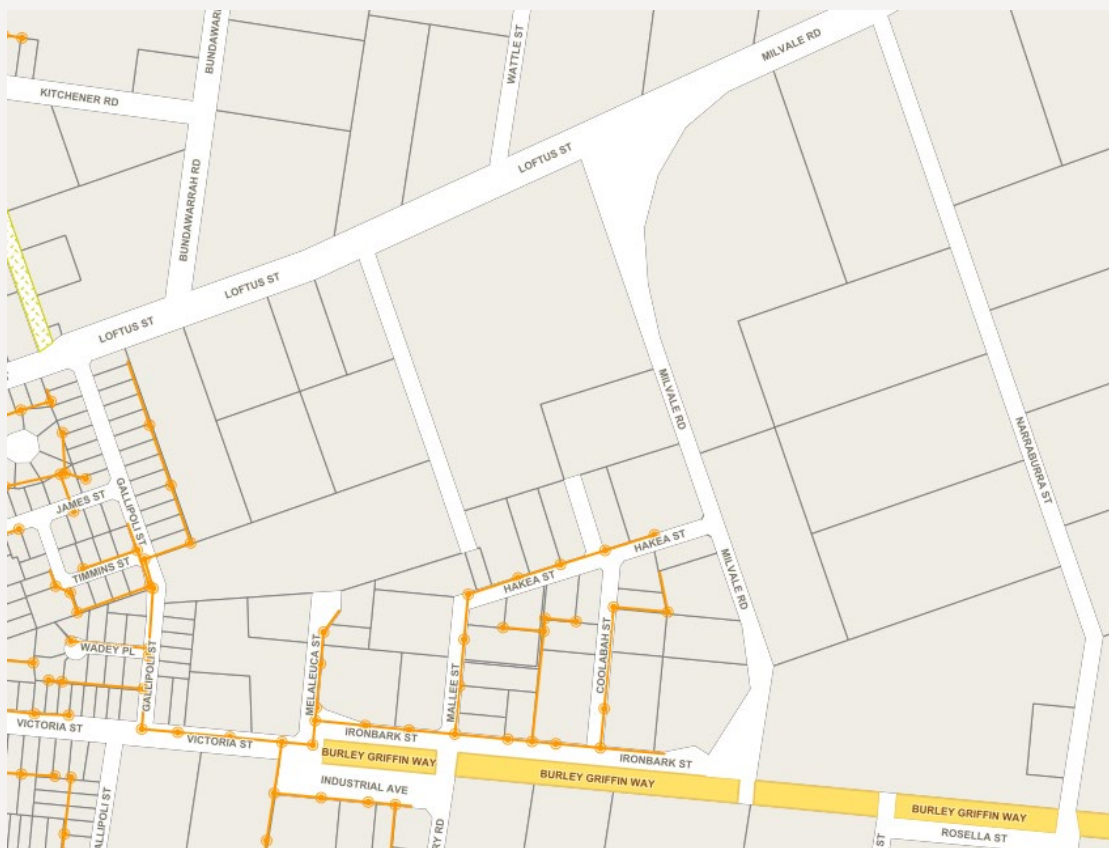 BUNDAWAR
WATTLE ST
MILVALE RD
KITCHENER RD
LOFTUS ST
BUNDAWARRAH RD
LOFTUS ST
LOFTUS ST
MILVALE RD
NARRABURRA ST
GALLIPOLI ST
JAMES ST
HAKEA ST
TIMMINS ST
HAKEA ST
MILVALE RD
WADEY PL
GALLIPOLI ST
MELALEUCA ST
MALLEE ST
COOLABAH ST
VICTORIA ST
VICTORIA ST
IRONBARK ST
IRONBARK ST
BURLEY GRIFFIN WAY
BURLEY GRIFFIN WAY
BURLEY GRIFFIN WAY
INDUSTRIAL AVE
GALLIPOLI ST
RY RD
ST
ROSELLA ST